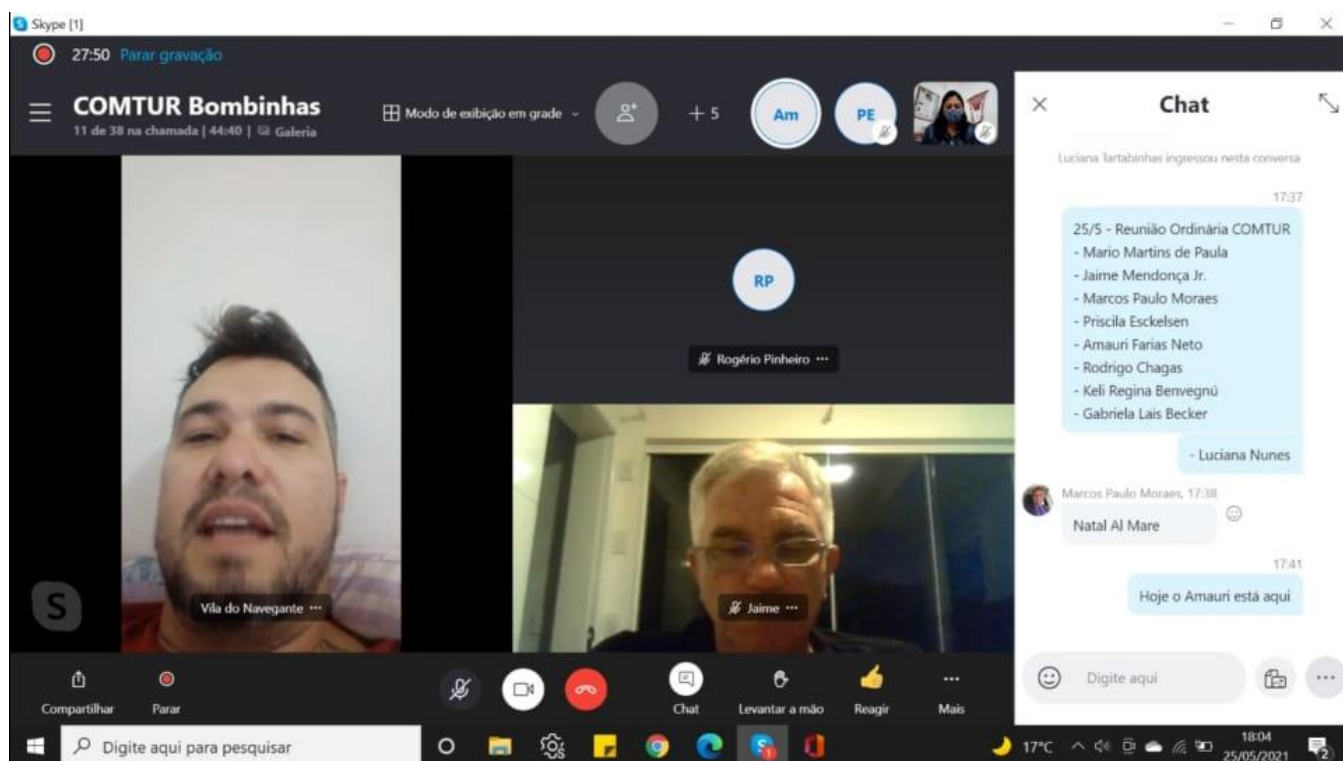 Skype [1]
27:50 Parar gravação
COMTUR Bombinhas
11 de 38 na chamada | 44:40 | Galeria
Modo de exibição em grade
+ 5
Am
PE
RP
Rogério Pinheiro
Vila do Navegante
Jaime
S
Compartilhar
Parar
Chat
Levantar a mão
Reagir
Mais
Chat
Luciana Tartabinhas ingressou nesta conversa
17:37
25/5 - Reunião Ordinária COMTUR
- Mario Martins de Paula
- Jaime Mendonça Jr.
- Marcos Paulo Moraes
- Priscila Esckelsen
- Amauri Farias Neto
- Rodrigo Chagas
- Keli Regina Benvegnú
- Gabriela Lais Becker
- Luciana Nunes
Marcos Paulo Moraes, 17:38
Natal Al Mare
17:41
Hoje o Amauri está aqui
Digite aqui
Digite aqui para pesquisar
17°C
18:04
25/05/2021
2